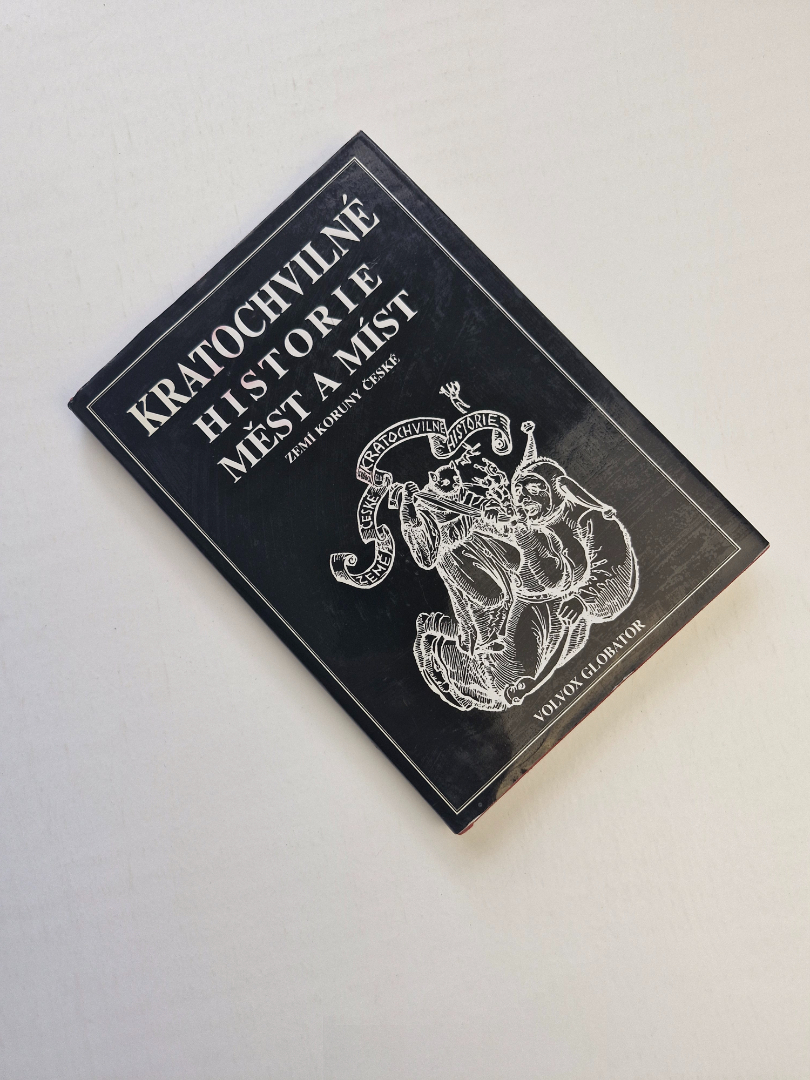 KRATOCHVILNÉ
HISTORIE
MĚST A MÍST
ZEMÍ KORUNY ČESKÉ
KRATOCHVILNÉ HISTORIE
ZEMĚ ČESKÉ
VOLVOX GLOBATOR